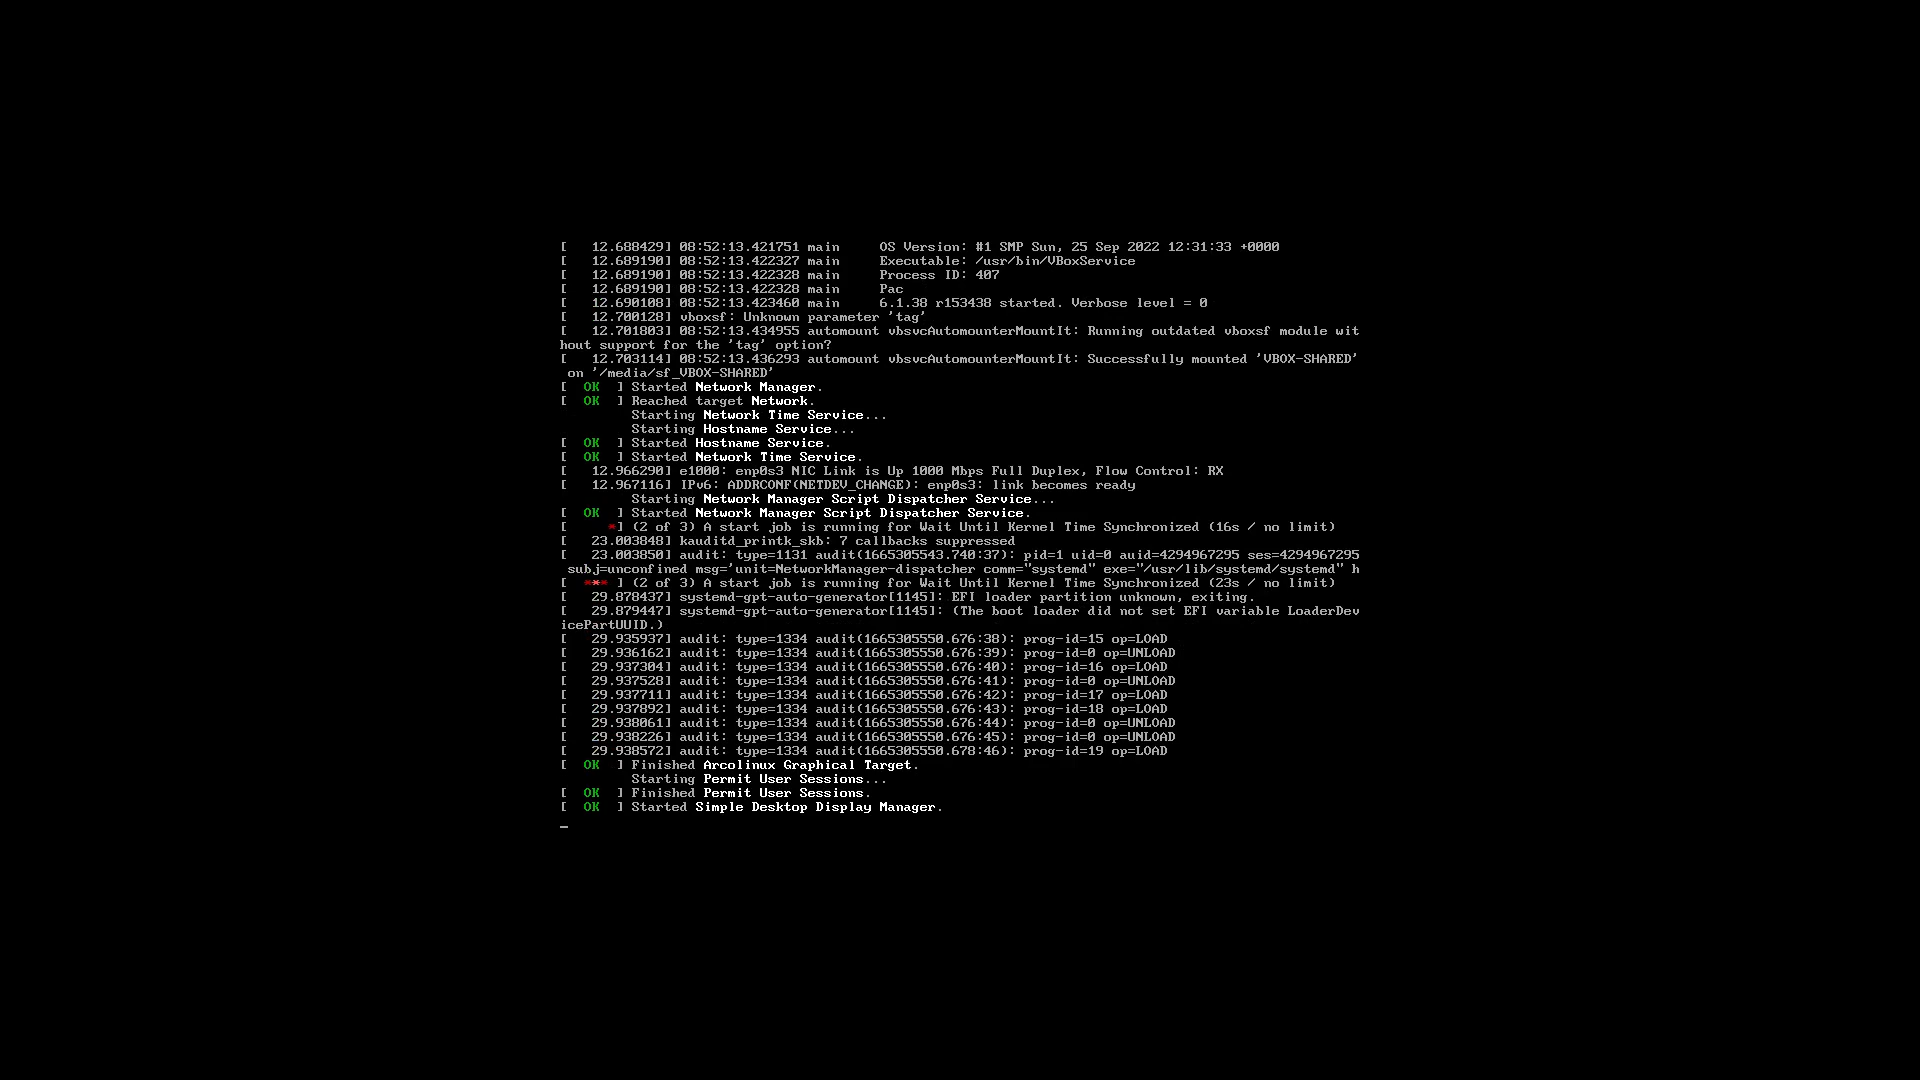 [   12.688429] 08:52:13.421751 main     OS Version: #1 SMP Sun, 25 Sep 2022 12:31:33 +0000
[   12.689190] 08:52:13.422327 main     Executable: /usr/bin/VBoxService
[   12.689190] 08:52:13.422328 main     Process ID: 407
[   12.689190] 08:52:13.422328 main     Pac
[   12.690108] 08:52:13.423460 main     6.1.38 r153438 started. Verbose level = 0
[   12.700128] vboxsf: Unknown parameter 'tag'
[   12.701803] 08:52:13.434955 automount vbsvcAutomounterMountIt: Running outdated vboxsf module wit
hout support for the 'tag' option?
[   12.703114] 08:52:13.436293 automount vbsvcAutomounterMountIt: Successfully mounted 'VBOX-SHARED'
 on '/media/sf_VBOX-SHARED'
[  OK  ] Started Network Manager.
[  OK  ] Reached target Network.
         Starting Network Time Service...
         Starting Hostname Service...
[  OK  ] Started Hostname Service.
[  OK  ] Started Network Time Service.
[   12.966290] e1000: enp0s3 NIC Link is Up 1000 Mbps Full Duplex, Flow Control: RX
[   12.967116] IPv6: ADDRCONF(NETDEV_CHANGE): enp0s3: link becomes ready
         Starting Network Manager Script Dispatcher Service...
[  OK  ] Started Network Manager Script Dispatcher Service.
[     *] (2 of 3) A start job is running for Wait Until Kernel Time Synchronized (16s / no limit)
[   23.003848] kauditd_printk_skb: 7 callbacks suppressed
[   23.003850] audit: type=1131 audit(1665305543.740:37): pid=1 uid=0 auid=4294967295 ses=4294967295
 subj=unconfined msg='unit=NetworkManager-dispatcher comm="systemd" exe="/usr/lib/systemd/systemd" h
[  *** ] (2 of 3) A start job is running for Wait Until Kernel Time Synchronized (23s / no limit)
[   29.878437] systemd-gpt-auto-generator[1145]: EFI loader partition unknown, exiting.
[   29.879447] systemd-gpt-auto-generator[1145]: (The boot loader did not set EFI variable LoaderDev
icePartUUID.)
[   29.935937] audit: type=1334 audit(1665305550.676:38): prog-id=15 op=LOAD
[   29.936162] audit: type=1334 audit(1665305550.676:39): prog-id=0 op=UNLOAD
[   29.937304] audit: type=1334 audit(1665305550.676:40): prog-id=16 op=LOAD
[   29.937528] audit: type=1334 audit(1665305550.676:41): prog-id=0 op=UNLOAD
[   29.937711] audit: type=1334 audit(1665305550.676:42): prog-id=17 op=LOAD
[   29.937892] audit: type=1334 audit(1665305550.676:43): prog-id=18 op=LOAD
[   29.938061] audit: type=1334 audit(1665305550.676:44): prog-id=0 op=UNLOAD
[   29.938226] audit: type=1334 audit(1665305550.676:45): prog-id=0 op=UNLOAD
[   29.938572] audit: type=1334 audit(1665305550.678:46): prog-id=19 op=LOAD
[  OK  ] Finished Arcolinux Graphical Target.
         Starting Permit User Sessions...
[  OK  ] Finished Permit User Sessions.
[  OK  ] Started Simple Desktop Display Manager.
_